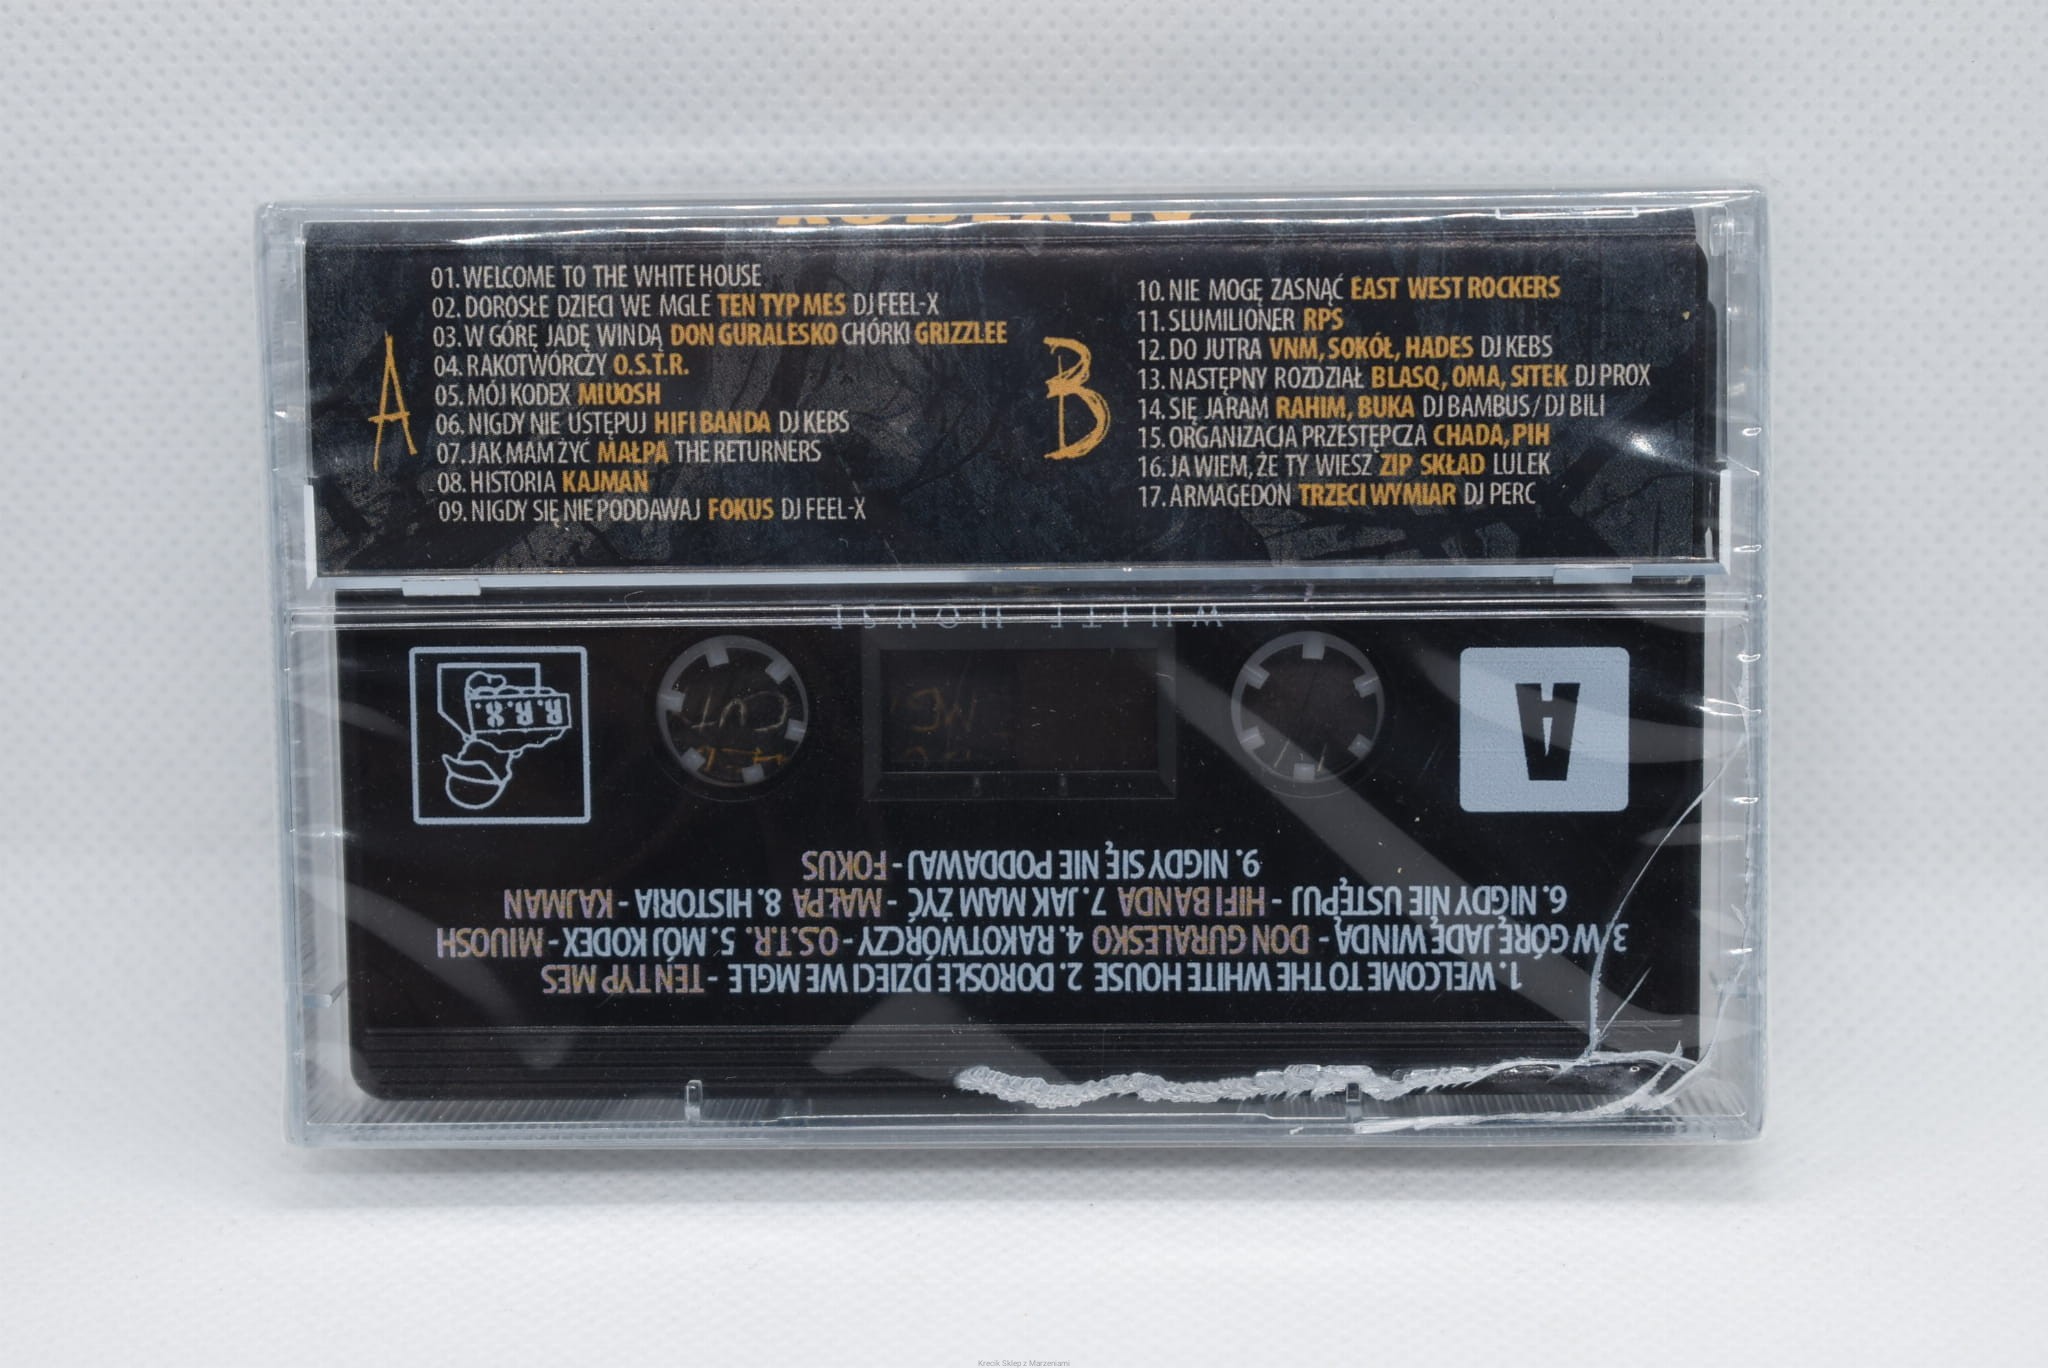 01. WELCOME TO THE WHITE HOUSE
02. DOROSŁE DZIECI WE MGLE TEN TYP MES DJ FEEL-X
03. W GÓRĘ JADĘ WINDĄ DON GURALESKO CHÓRKI GRIZZLEE
04. RAKOTWÓRCZY O.S.T.R.
05. MÓJ KODEX MIUOSH
06. NIGDY NIE USTĘPUJ HIFI BANDA DJ KEBS
07. JAK MAM ŻYĆ MAŁPA THE RETURNERS
08. HISTORIA KAJMAN
09. NIGDY SIĘ NIE PODDAWAJ FOKUS DJ FEEL-X
A
10. NIE MOGĘ ZASNĄĆ EAST WEST ROCKERS
11. SLUMILIONER RPS
12. DO JUTRA VNM, SOKÓŁ, HADES DJ KEBS
13. NASTĘPNY ROZDZIAŁ BLASQ, OMA, SITEK DJ PROX
14. SIĘ JARAM RAHIM, BUKA DJ BAMBUS / DJ BILI
15. ORGANIZACJA PRZESTĘPCZA CHADA, PIH
16. JA WIEM, ŻE TY WIESZ ZIP SKŁAD LULEK
17. ARMAGEDON TRZECI WYMIAR DJ PERC
B
WHITE HOUSE
R.R.X.
A
1. WELCOME TO THE WHITE HOUSE 2. DOROSŁE DZIECI WE MGLE - TEN TYP MES
3. W GÓRĘ JADĘ WINDĄ - DON GURALESKO 4. RAKOTWÓRCZY - O.S.T.R. 5. MÓJ KODEX - MIUOSH
6. NIGDY NIE USTĘPUJ - HIFI BANDA 7. JAK MAM ŻYĆ - MAŁPA 8. HISTORIA - KAJMAN
9. NIGDY SIĘ NIE PODDAWAJ - FOKUS
Krecik Sklep z Marzeniami